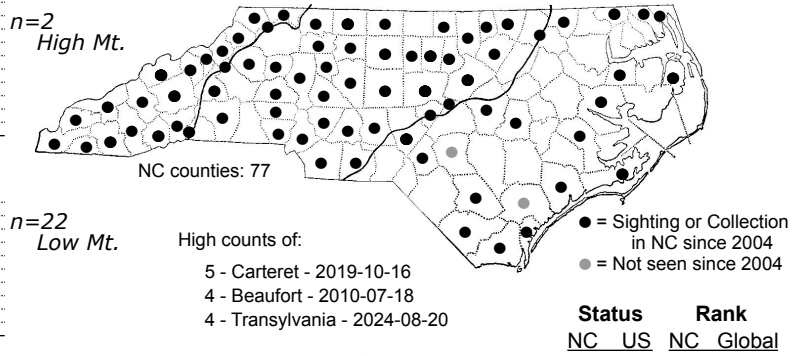 n=2
High Mt.
NC counties: 77
n=22
Low Mt.
High counts of:
5 - Carteret - 2019-10-16
4 - Beaufort - 2010-07-18
4 - Transylvania - 2024-08-20
= Sighting or Collection
in NC since 2004
= Not seen since 2004
Status Rank
NC US NC Global